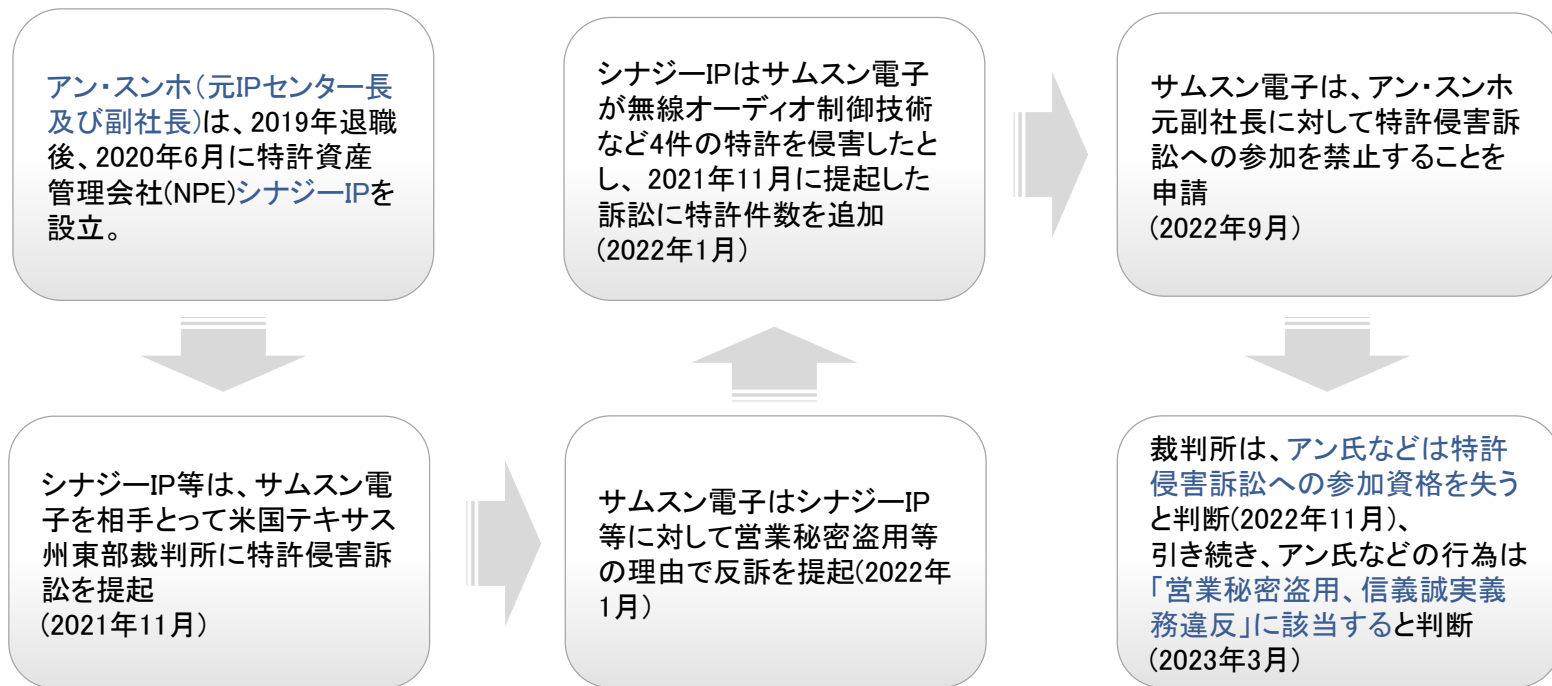 アン・スンホ(元IPセンター長
及び副社長)は、2019年退職
後、2020年6月に特許資産
管理会社(NPE)シナジーIPを
設立。
シナジーIP等は、サムスン電
子を相手とって米国テキサス
州東部裁判所に特許侵害訴
訟を提起
(2021年11月)
サムスン電子はシナジーIP
等に対して営業秘密盗用等
の理由で反訴を提起(2022年
1月)
シナジーIPはサムスン電子
が無線オーディオ制御技術
など4件の特許を侵害したと
し、 2021年11月に提起した
訴訟に特許件数を追加
(2022年1月)
サムスン電子は、アン・スンホ
元副社長に対して特許侵害訴
訟への参加を禁止することを
申請
(2022年9月)
裁判所は、アン氏などは特許
侵害訴訟への参加資格を失う
と判断(2022年11月)、
引き続き、アン氏などの行為は
「営業秘密盗用、信義誠実義
務違反」に該当すると判断
(2023年3月)